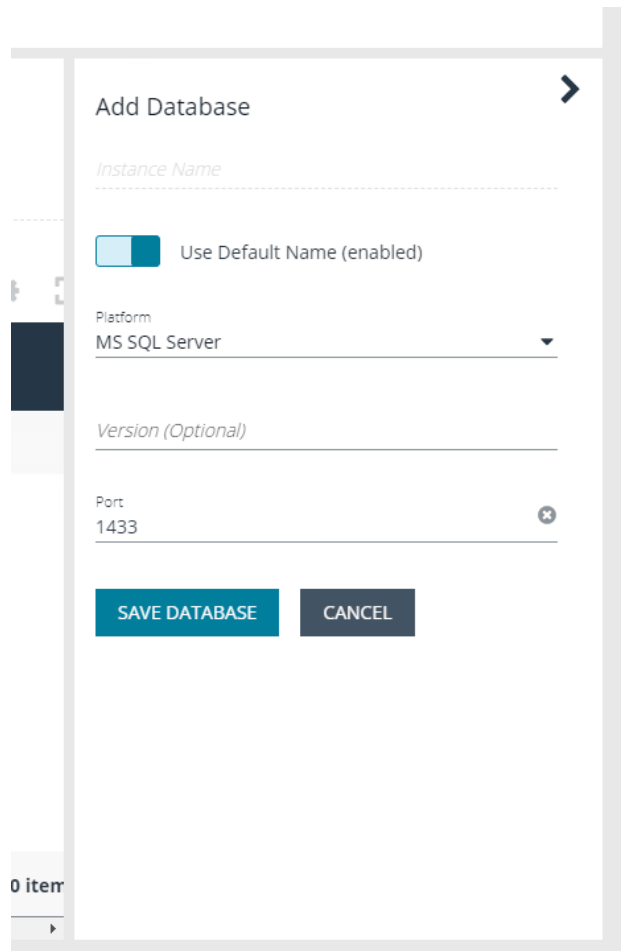 Add Database
Instance Name
Use Default Name (enabled)
Platform
MS SQL Server
Version (Optional)
Port
1433
SAVE DATABASE
CANCEL
0 item